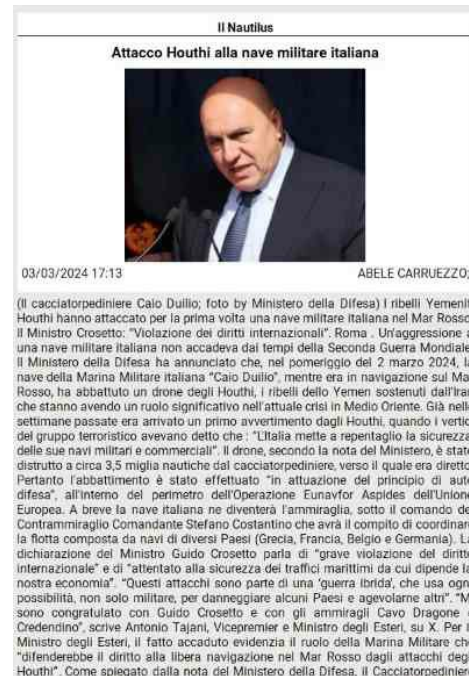 Il Nautilus
Attacco Houthi alla nave militare italiana
03/03/2024 17:13 ABELE CARRUEZZO;
(Il cacciatorpediniere Caio Duilio; foto by Ministero della Difesa) I ribelli Yemenit
Houthi hanno attaccato per la prima volta una nave militare italiana nel Mar Rosso
Il Ministro Crosetto: "Violazione dei diritti internazionali". Roma . Un'aggressione a
una nave militare italiana non accadeva dai tempi della Seconda Guerra Mondiale
Il Ministero della Difesa ha annunciato che, nel pomeriggio del 2 marzo 2024, la
nave della Marina Militare italiana "Caio Duilio", mentre era in navigazione sul Ma
Rosso, ha abbattuto un drone degli Houthi, i ribelli dello Yemen sostenuti dall'Iran
che stanno avendo un ruolo significativo nell'attuale crisi in Medio Oriente. Già nelle
settimane passate era arrivato un primo avvertimento dagli Houthi, quando i vertic
del gruppo terroristico avevano detto che : "L'Italia mette a repentaglio la sicurezza
delle sue navi militari e commerciali". Il drone, secondo la nota del Ministero, è stato
distrutto a circa 3,5 miglia nautiche dal cacciatorpediniere, verso il quale era diretto
Pertanto l'abbattimento è stato effettuato "in attuazione del principio di auto
difesa", all'interno del perimetro dell'Operazione Eunavfor Aspides dell'Unione
Europea. A breve la nave italiana ne diventerà l'ammiraglia, sotto il comando de
Contrammiraglio Comandante Stefano Costantino che avrà il compito di coordinare
la flotta composta da navi di diversi Paesi (Grecia, Francia, Belgio e Germania). La
dichiarazione del Ministro Guido Crosetto parla di "grave violazione del diritto
internazionale" e di "attentato alla sicurezza dei traffici marittimi da cui dipende la
nostra economia". "Questi attacchi sono parte di una 'guerra ibrida', che usa ogn
possibilità, non solo militare, per danneggiare alcuni Paesi e agevolarne altri". "M
sono congratulato con Guido Crosetto e con gli ammiragli Cavo Dragone
Credendino", scrive Antonio Tajani, Vicepremier e Ministro degli Esteri, su X. Per i
Ministro degli Esteri, il fatto accaduto evidenzia il ruolo della Marina Militare che
"difenderebbe il diritto alla libera navigazione nel Mar Rosso dagli attacchi degl
Houthi". Come spiegato dalla nota del Ministero della Difesa, il Cacciatorpediniere